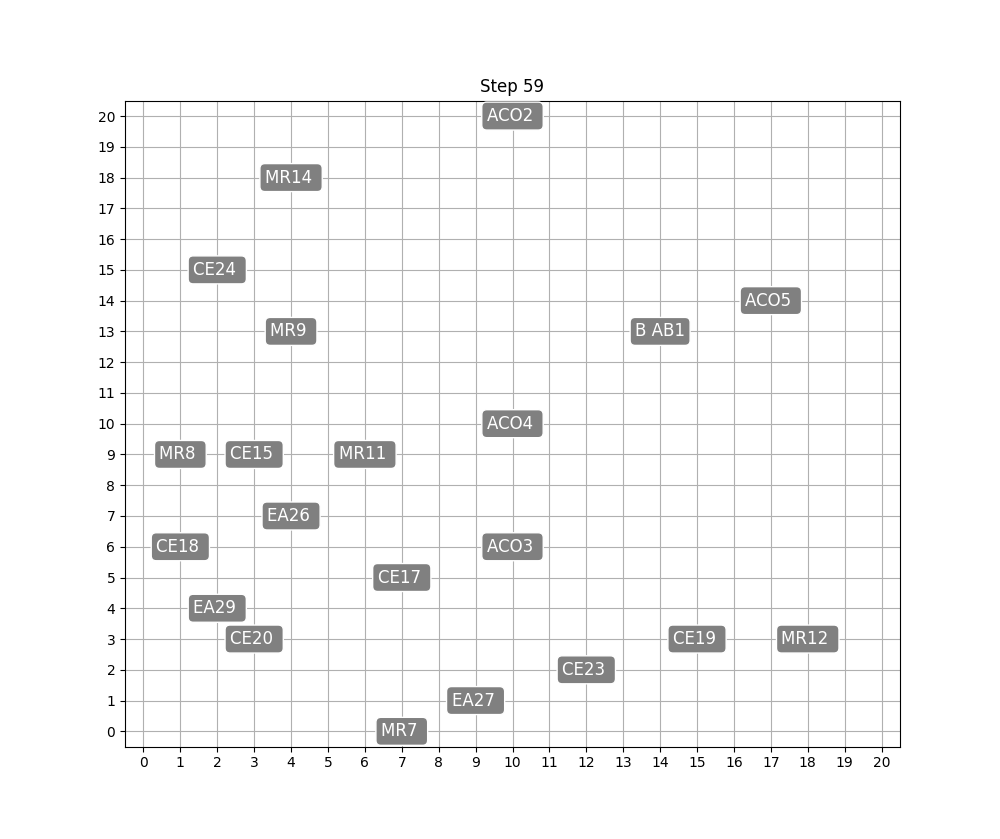 Step 59
20 ACO2
19
18 MR14
17
16
15 CE24
14 ACO5
13 MR9 B AB1
12
11
10 ACO4
9 MR8 CE15 MR11
8
7 EA26
6 CE18 ACO3
5 CE17
4 EA29
3 CE20 CE19 MR12
2 CE23
1 EA27
0 MR7
0 1 2 3 4 5 6 7 8 9 10 11 12 13 14 15 16 17 18 19 20